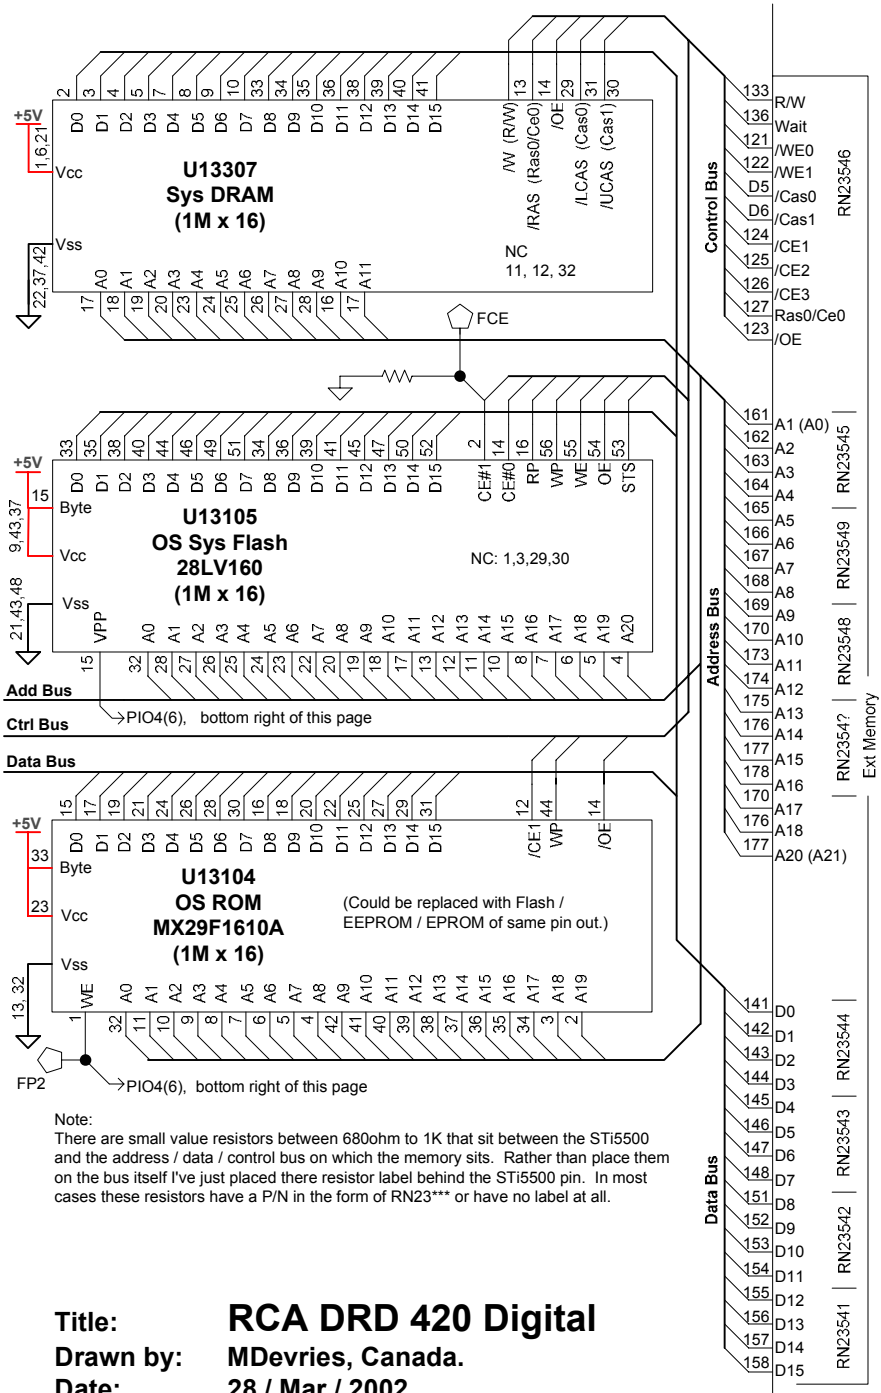 2 3 4 5 7 8 9 10 33 34 35 36 38 39 40 41
13 14 29 31 30
D0 D1 D2 D3 D4 D5 D6 D7 D8 D9 D10 D11 D12 D13 D14 D15
/W (R/W) /RAS (Ras0/Ce0) /OE /LCAS (Cas0) /UCAS (Cas1)
+5V
1,6,21
Vcc
U13307
Sys DRAM
(1M x 16)
Vss
22,37,42
NC
11, 12, 32
A0 A1 A2 A3 A4 A5 A6 A7 A8 A9 A10 A11
17 18 19 20 23 24 25 26 27 28 16 17
FCE
33 35 38 40 44 46 49 51 34 36 39 41 45 47 50 52
2 14 16 56 55 54 53
D0 D1 D2 D3 D4 D5 D6 D7 D8 D9 D10 D11 D12 D13 D14 D15
CE#1 CE#0 RP WP WE OE STS
+5V
15
Byte
9,43,37
Vcc
U13105
OS Sys Flash
28LV160
(1M x 16)
NC: 1,3,29,30
Vss
21,43,48
VPP A0 A1 A2 A3 A4 A5 A6 A7 A8 A9 A10 A11 A12 A13 A14 A15 A16 A17 A18 A19 A20
15 32 28 27 26 25 24 23 22 20 19 18 17 13 12 11 10 8 7 6 5 4
Add Bus
PIO4(6), bottom right of this page
Ctrl Bus
Data Bus
15 17 19 21 24 26 28 30 16 18 20 22 25 27 29 31
12 44 14
D0 D1 D2 D3 D4 D5 D6 D7 D8 D9 D10 D11 D12 D13 D14 D15
/CE1 WP /OE
+5V
33
Byte
23
Vcc
U13104
OS ROM
MX29F1610A
(1M x 16)
(Could be replaced with Flash /
EEPROM / EPROM of same pin out.)
Vss
13, 32
WE A0 A1 A2 A3 A4 A5 A6 A7 A8 A9 A10 A11 A12 A13 A14 A15 A16 A17 A18 A19
1 32 11 10 9 8 7 6 5 4 42 41 40 39 38 37 36 35 34 3 2
FP2
PIO4(6), bottom right of this page
Note:
There are small value resistors between 680ohm to 1K that sit between the STi5500
and the address / data / control bus on which the memory sits. Rather than place them
on the bus itself I've just placed there resistor label behind the STi5500 pin. In most
cases these resistors have a P/N in the form of RN23*** or have no label at all.
Title: RCA DRD 420 Digital
Drawn by: MDevries, Canada.
Date: 28 / Mar / 2002
Control Bus
133 R/W
136 Wait
121 /WE0
122 /WE1
D5 /Cas0
D6 /Cas1
124 /CE1
125 /CE2
126 /CE3
127 Ras0/Ce0
123 /OE
RN23546
Address Bus
161 A1 (A0)
162 A2
163 A3
164 A4
165 A5
166 A6
167 A7
168 A8
169 A9
170 A10
173 A11
174 A12
175 A13
176 A14
177 A15
178 A16
170 A17
176 A18
177 A20 (A21)
RN23545
RN23549
RN23548
RN2354?
Ext Memory
Data Bus
141 D0
142 D1
143 D2
144 D3
145 D4
146 D5
147 D6
148 D7
151 D8
152 D9
153 D10
154 D11
155 D12
156 D13
157 D14
158 D15
RN23544
RN23543
RN23542
RN23541